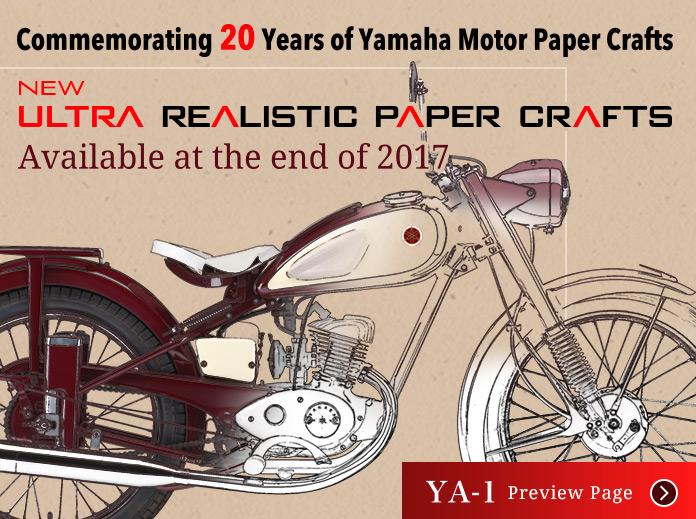 Commemorating 20 Years of Yamaha Motor Paper Crafts
NEW
ULTRA REALISTIC PAPER CRAFTS
Available at the end of 2017
YA-1 Preview Page